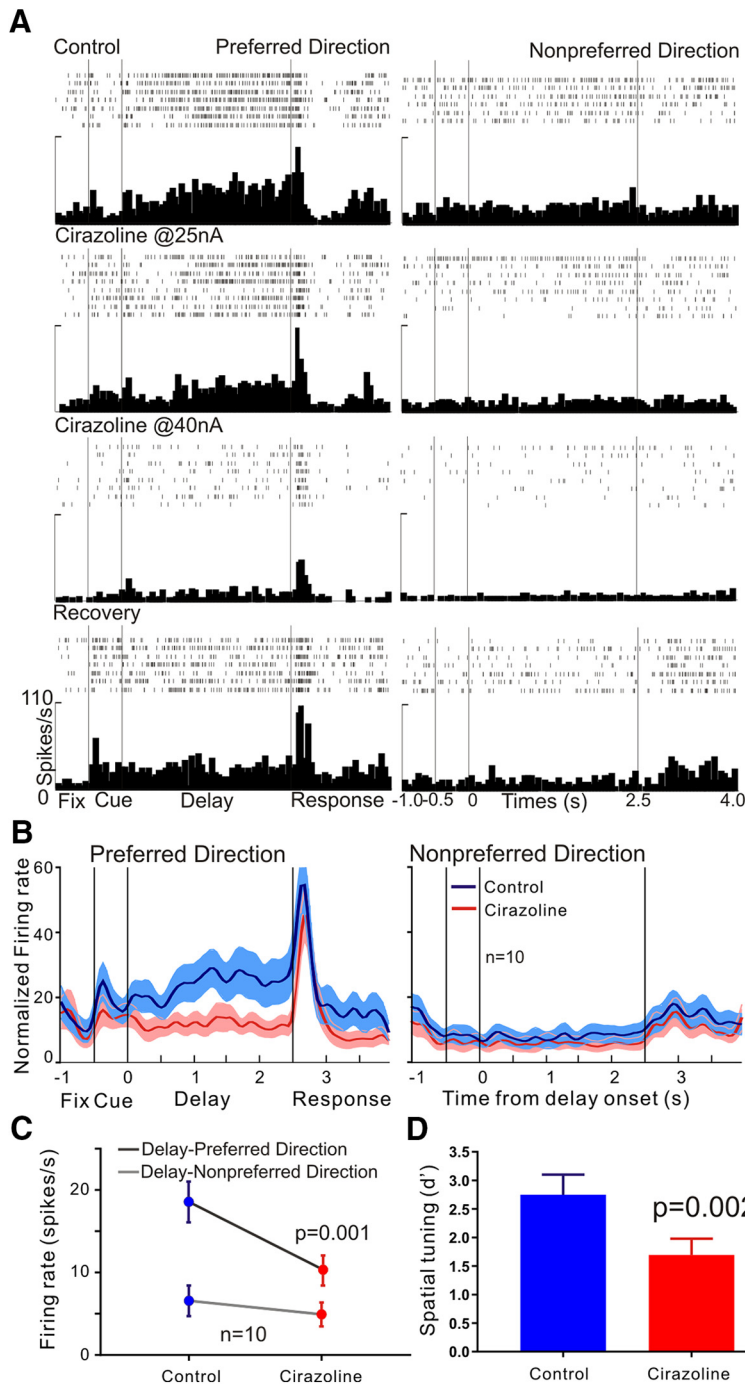 A
Control Preferred Direction Nonpreferred Direction
Cirazoline @25nA
Cirazoline @40nA
Recovery
110
Spikes/s
0
Fix Cue Delay Response -1.0 -0.5 0 Times (s) 2.5 4.0
B
Preferred Direction Nonpreferred Direction
Normalized Firing rate
60
40
20
0
Control
Cirazoline
n=10
-1 0 1 2 3 -1 0 1 2 3
Fix Cue Delay Response Time from delay onset (s)
C
Delay-Preferred Direction
Delay-Nonpreferred Direction
Firing rate (spikes/s)
20
10
0
p=0.001
n=10
Control Cirazoline
D
Spatial tuning (d')
3.5
3.0
2.5
2.0
1.5
1.0
0.5
0.0
p=0.002
Control Cirazoline